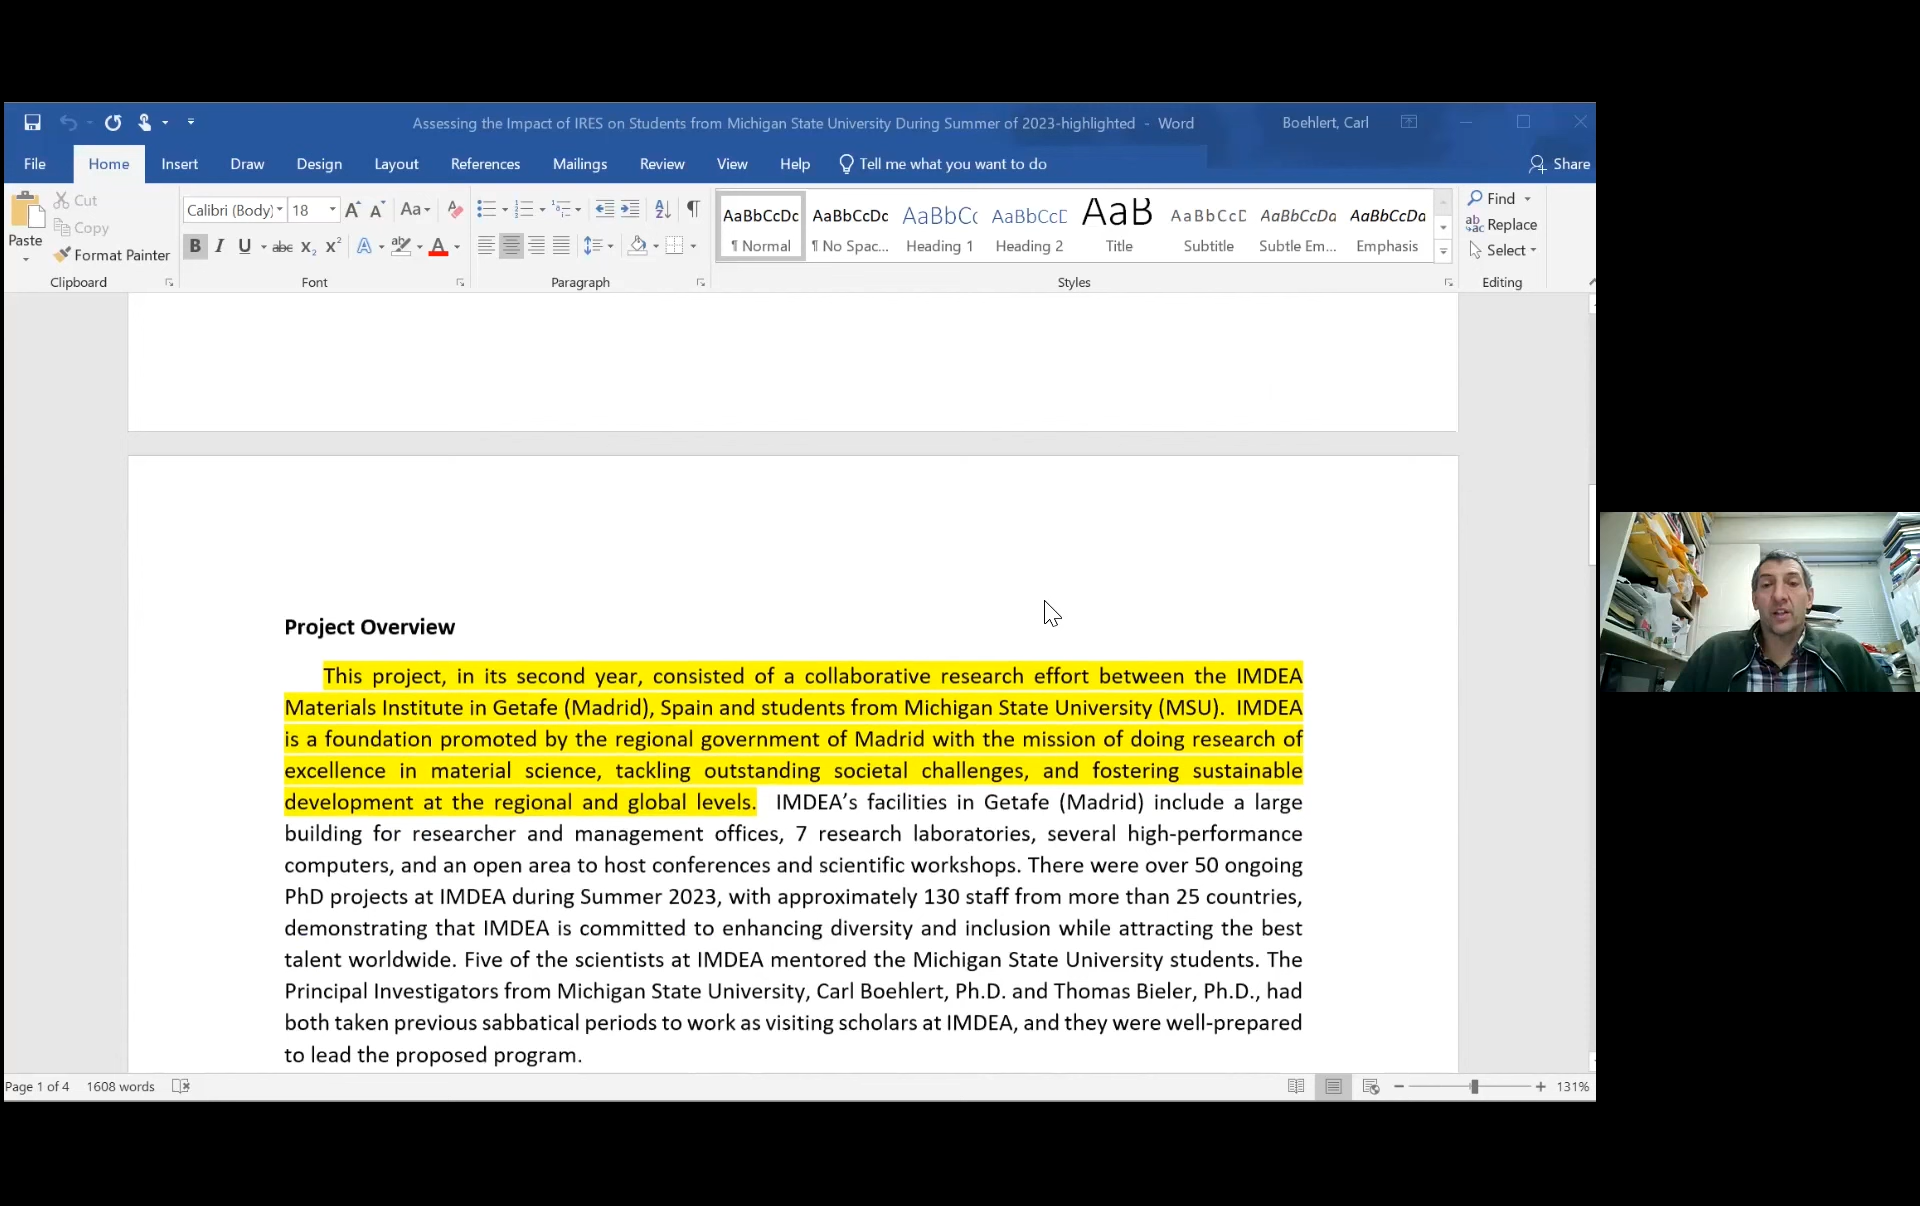 Assessing the Impact of IRES on Students from Michigan State University During Summer of 2023-highlighted - Word
Boehlert, Carl
File Home Insert Draw Design Layout References Mailings Review View Help Tell me what you want to do Share
Paste
Cut
Copy
Format Painter
Clipboard
Calibri (Body) 18
Aa
B I U abc X₂ X² A ab A
Font
Paragraph
AaBbCcDc AaBbCcDc AaBbCc AaBbCcD AaB AaBbCcD AaBbCcDa AaBbCcDa
¶ Normal ¶ No Spac... Heading 1 Heading 2 Title Subtitle Subtle Em... Emphasis
Styles
Find
Replace
Select
Editing
Project Overview
This project, in its second year, consisted of a collaborative research effort between the IMDEA
Materials Institute in Getafe (Madrid), Spain and students from Michigan State University (MSU). IMDEA
is a foundation promoted by the regional government of Madrid with the mission of doing research of
excellence in material science, tackling outstanding societal challenges, and fostering sustainable
development at the regional and global levels. IMDEA’s facilities in Getafe (Madrid) include a large
building for researcher and management offices, 7 research laboratories, several high-performance
computers, and an open area to host conferences and scientific workshops. There were over 50 ongoing
PhD projects at IMDEA during Summer 2023, with approximately 130 staff from more than 25 countries,
demonstrating that IMDEA is committed to enhancing diversity and inclusion while attracting the best
talent worldwide. Five of the scientists at IMDEA mentored the Michigan State University students. The
Principal Investigators from Michigan State University, Carl Boehlert, Ph.D. and Thomas Bieler, Ph.D., had
both taken previous sabbatical periods to work as visiting scholars at IMDEA, and they were well-prepared
to lead the proposed program.
Page 1 of 4 1608 words 131%